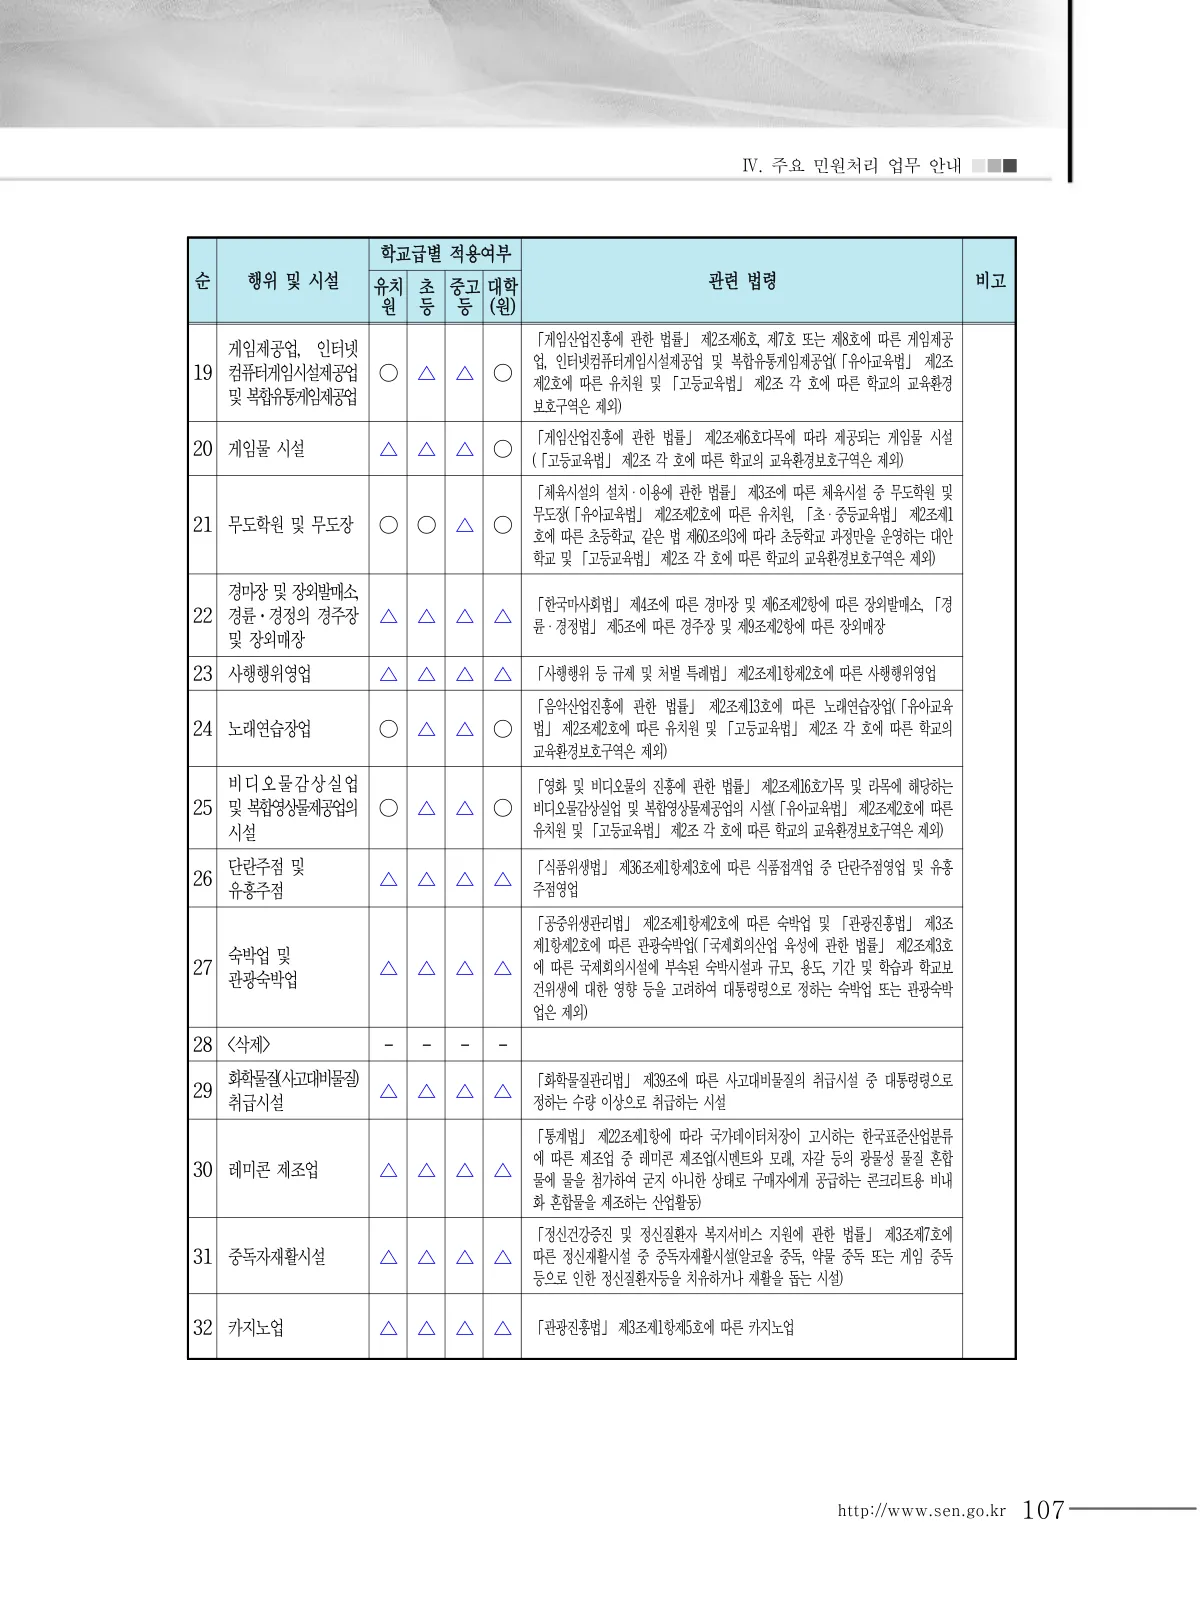 Ⅳ. 주요 민원처리 업무 안내
순 행위 및 시설 학교급별 적용여부 관련 법령 비고
유치원 초등 중고등 대학(원)
19 게임제공업, 인터넷 컴퓨터게임시설제공업 및 복합유통게임제공업 ○ △ △ ○
「게임산업진흥에 관한 법률」 제2조제6호, 제7호 또는 제8호에 따른 게임제공
업, 인터넷컴퓨터게임시설제공업 및 복합유통게임제공업(「유아교육법」 제2조
제2호에 따른 유치원 및 「고등교육법」 제2조 각 호에 따른 학교의 교육환경
보호구역은 제외)
20 게임물 시설 △ △ △ ○
「게임산업진흥에 관한 법률」 제2조제6호다목에 따라 제공되는 게임물 시설
(「고등교육법」 제2조 각 호에 따른 학교의 교육환경보호구역은 제외)
21 무도학원 및 무도장 ○ ○ △ ○
「체육시설의 설치·이용에 관한 법률」 제3조에 따른 체육시설 중 무도학원 및
무도장(「유아교육법」 제2조제2호에 따른 유치원, 「초·중등교육법」 제2조제1
호에 따른 초등학교, 같은 법 제60조의3에 따라 초등학교 과정만을 운영하는 대안
학교 및 「고등교육법」 제2조 각 호에 따른 학교의 교육환경보호구역은 제외)
22 경마장 및 장외발매소, 경륜·경정의 경주장 및 장외매장 △ △ △ △
「한국마사회법」 제4조에 따른 경마장 및 제6조제2항에 따른 장외발매소, 「경
륜·경정법」 제5조에 따른 경주장 및 제9조제2항에 따른 장외매장
23 사행행위영업 △ △ △ △ 「사행행위 등 규제 및 처벌 특례법」 제2조제1항제2호에 따른 사행행위영업
24 노래연습장업 ○ △ △ ○
「음악산업진흥에 관한 법률」 제2조제13호에 따른 노래연습장업(「유아교육
법」 제2조제2호에 따른 유치원 및 「고등교육법」 제2조 각 호에 따른 학교의
교육환경보호구역은 제외)
25 비디오물감상실업 및 복합영상물제공업의 시설 ○ △ △ ○
「영화 및 비디오물의 진흥에 관한 법률」 제2조제16호가목 및 라목에 해당하는
비디오물감상실업 및 복합영상물제공업의 시설(「유아교육법」 제2조제2호에 따른
유치원 및 「고등교육법」 제2조 각 호에 따른 학교의 교육환경보호구역은 제외)
26 단란주점 및 유흥주점 △ △ △ △
「식품위생법」 제36조제1항제3호에 따른 식품접객업 중 단란주점영업 및 유흥
주점영업
27 숙박업 및 관광숙박업 △ △ △ △
「공중위생관리법」 제2조제1항제2호에 따른 숙박업 및 「관광진흥법」 제3조
제1항제2호에 따른 관광숙박업(「국제회의산업 육성에 관한 법률」 제2조제3호
에 따른 국제회의시설에 부속된 숙박시설과 규모, 용도, 기간 및 학습과 학교보
건위생에 대한 영향 등을 고려하여 대통령령으로 정하는 숙박업 또는 관광숙박
업은 제외)
28 〈삭제〉 - - - -
29 화학물질(사고대비물질) 취급시설 △ △ △ △
「화학물질관리법」 제39조에 따른 사고대비물질의 취급시설 중 대통령령으로
정하는 수량 이상으로 취급하는 시설
30 레미콘 제조업 △ △ △ △
「통계법」 제22조제1항에 따라 국가데이터처장이 고시하는 한국표준산업분류
에 따른 제조업 중 레미콘 제조업(시멘트와 모래, 자갈 등의 광물성 물질 혼합
물에 물을 첨가하여 굳지 아니한 상태로 구매자에게 공급하는 콘크리트용 비내
화 혼합물을 제조하는 산업활동)
31 중독자재활시설 △ △ △ △
「정신건강증진 및 정신질환자 복지서비스 지원에 관한 법률」 제3조제7호에
따른 정신재활시설 중 중독자재활시설(알코올 중독, 약물 중독 또는 게임 중독
등으로 인한 정신질환자등을 치유하거나 재활을 돕는 시설)
32 카지노업 △ △ △ △ 「관광진흥법」 제3조제1항제5호에 따른 카지노업
http://www.sen.go.kr 107